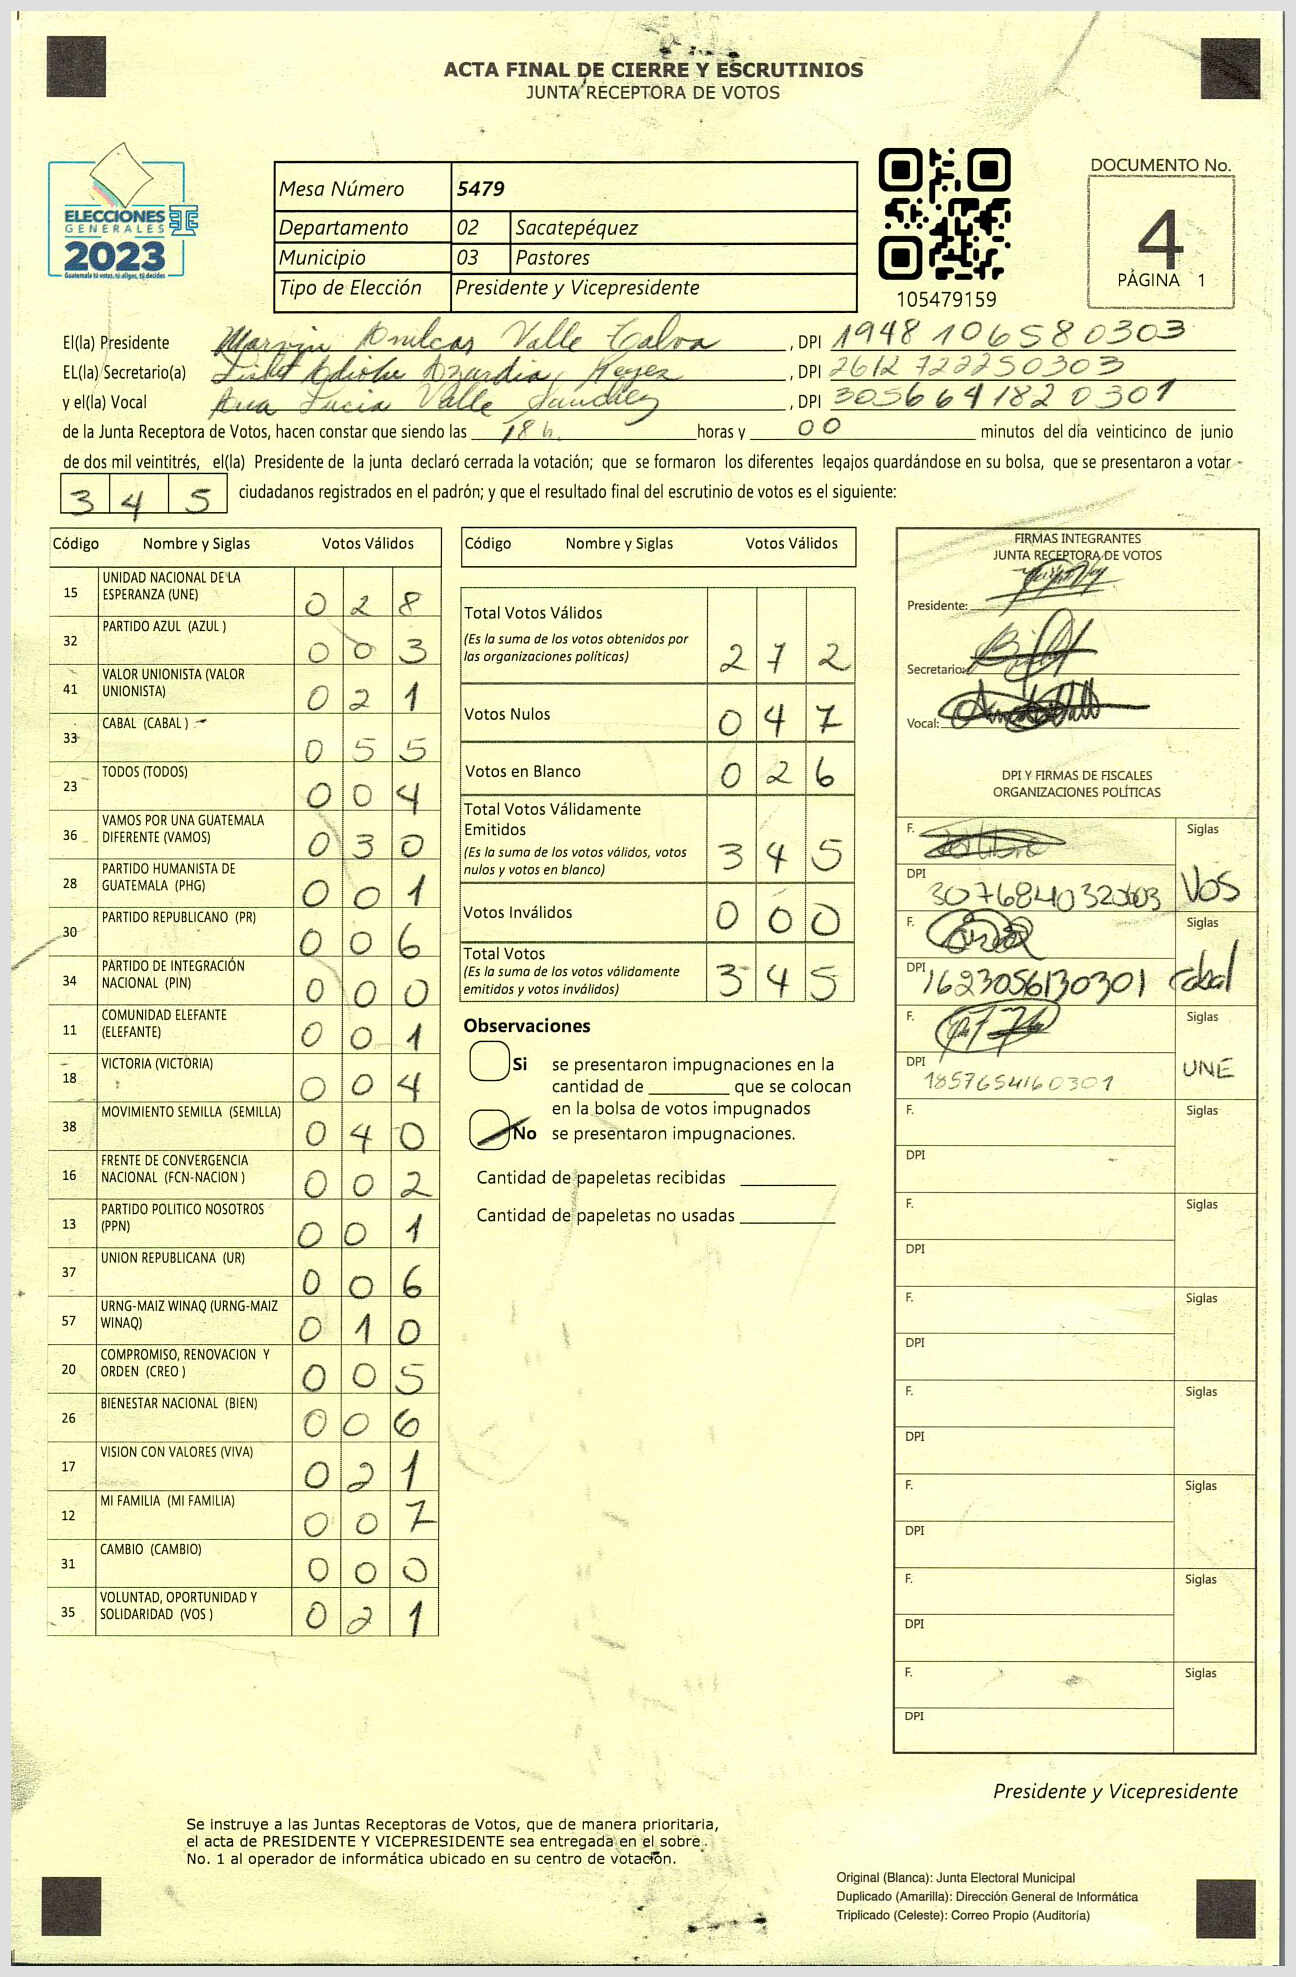 ACTA FINAL DE CIERRE Y ESCRUTINIOS
JUNTA RECEPTORA DE VOTOS
ELECCIONES
GENERALES
2023
Guatemala tú votas, tú eliges, tú decides
Mesa Número 5479
Departamento 02 Sacatepéquez
Municipio 03 Pastores
Tipo de Elección Presidente y Vicepresidente
105479159
DOCUMENTO No.
4
PÁGINA 1
El(la) Presidente Marvin Amilcar Valle , DPI 1948106580303
EL(la) Secretario(a) Reyes , DPI 2612722250303
y el(la) Vocal Ana Lucia Valle Sanchez , DPI 3056641820301
de la Junta Receptora de Votos, hacen constar que siendo las 18 h. horas y 00 minutos del día veinticinco de junio
de dos mil veintitrés, el(la) Presidente de la junta declaró cerrada la votación; que se formaron los diferentes legajos guardándose en su bolsa, que se presentaron a votar
3 4 5 ciudadanos registrados en el padrón; y que el resultado final del escrutinio de votos es el siguiente:
Código Nombre y Siglas Votos Válidos
15 UNIDAD NACIONAL DE LA ESPERANZA (UNE) 0 2 8
32 PARTIDO AZUL (AZUL ) 0 0 3
41 VALOR UNIONISTA (VALOR UNIONISTA) 0 2 1
33 CABAL (CABAL ) 0 5 5
23 TODOS (TODOS) 0 0 4
36 VAMOS POR UNA GUATEMALA DIFERENTE (VAMOS) 0 3 0
28 PARTIDO HUMANISTA DE GUATEMALA (PHG) 0 0 1
30 PARTIDO REPUBLICANO (PR) 0 0 6
34 PARTIDO DE INTEGRACIÓN NACIONAL (PIN) 0 0 0
11 COMUNIDAD ELEFANTE (ELEFANTE) 0 0 1
18 VICTORIA (VICTORIA) 0 0 4
38 MOVIMIENTO SEMILLA (SEMILLA) 0 4 0
16 FRENTE DE CONVERGENCIA NACIONAL (FCN-NACION ) 0 0 2
13 PARTIDO POLITICO NOSOTROS (PPN) 0 0 1
37 UNION REPUBLICANA (UR) 0 0 6
57 URNG-MAIZ WINAQ (URNG-MAIZ WINAQ) 0 1 0
20 COMPROMISO, RENOVACION Y ORDEN (CREO ) 0 0 5
26 BIENESTAR NACIONAL (BIEN) 0 0 6
17 VISION CON VALORES (VIVA) 0 2 1
12 MI FAMILIA (MI FAMILIA) 0 0 7
31 CAMBIO (CAMBIO) 0 0 0
35 VOLUNTAD, OPORTUNIDAD Y SOLIDARIDAD (VOS ) 0 2 1
Código Nombre y Siglas Votos Válidos
Total Votos Válidos 2 7 2
(Es la suma de los votos obtenidos por
las organizaciones políticas)
Votos Nulos 0 4 7
Votos en Blanco 0 2 6
Total Votos Válidamente
Emitidos 3 4 5
(Es la suma de los votos válidos, votos
nulos y votos en blanco)
Votos Inválidos 0 0 0
Total Votos 3 4 5
(Es la suma de los votos válidamente
emitidos y votos inválidos)
Observaciones
Si se presentaron impugnaciones en la
cantidad de ________ que se colocan
en la bolsa de votos impugnados
No se presentaron impugnaciones.
Cantidad de papeletas recibidas
Cantidad de papeletas no usadas
FIRMAS INTEGRANTES
JUNTA RECEPTORA DE VOTOS
Presidente:
Secretario:
Vocal:
DPI Y FIRMAS DE FISCALES
ORGANIZACIONES POLÍTICAS
F. Siglas
DPI 3076840320603 VOS
F. Siglas
DPI 1623056130301 Cabal
F. Siglas
DPI 1857654160301 UNE
F. Siglas
DPI
F. Siglas
DPI
F. Siglas
DPI
F. Siglas
DPI
F. Siglas
DPI
F. Siglas
DPI
F. Siglas
DPI
Presidente y Vicepresidente
Se instruye a las Juntas Receptoras de Votos, que de manera prioritaria,
el acta de PRESIDENTE Y VICEPRESIDENTE sea entregada en el sobre
No. 1 al operador de informática ubicado en su centro de votación.
Original (Blanca): Junta Electoral Municipal
Duplicado (Amarilla): Dirección General de Informática
Triplicado (Celeste): Correo Propio (Auditoría)